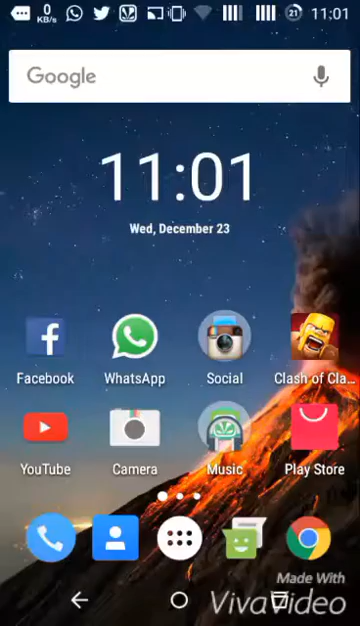 0
KB/s
21
11:01
Google
11:01
Wed, December 23
Facebook
WhatsApp
Social
Clash of Cla...
YouTube
Camera
Music
Play Store
Made With
VivaVideo